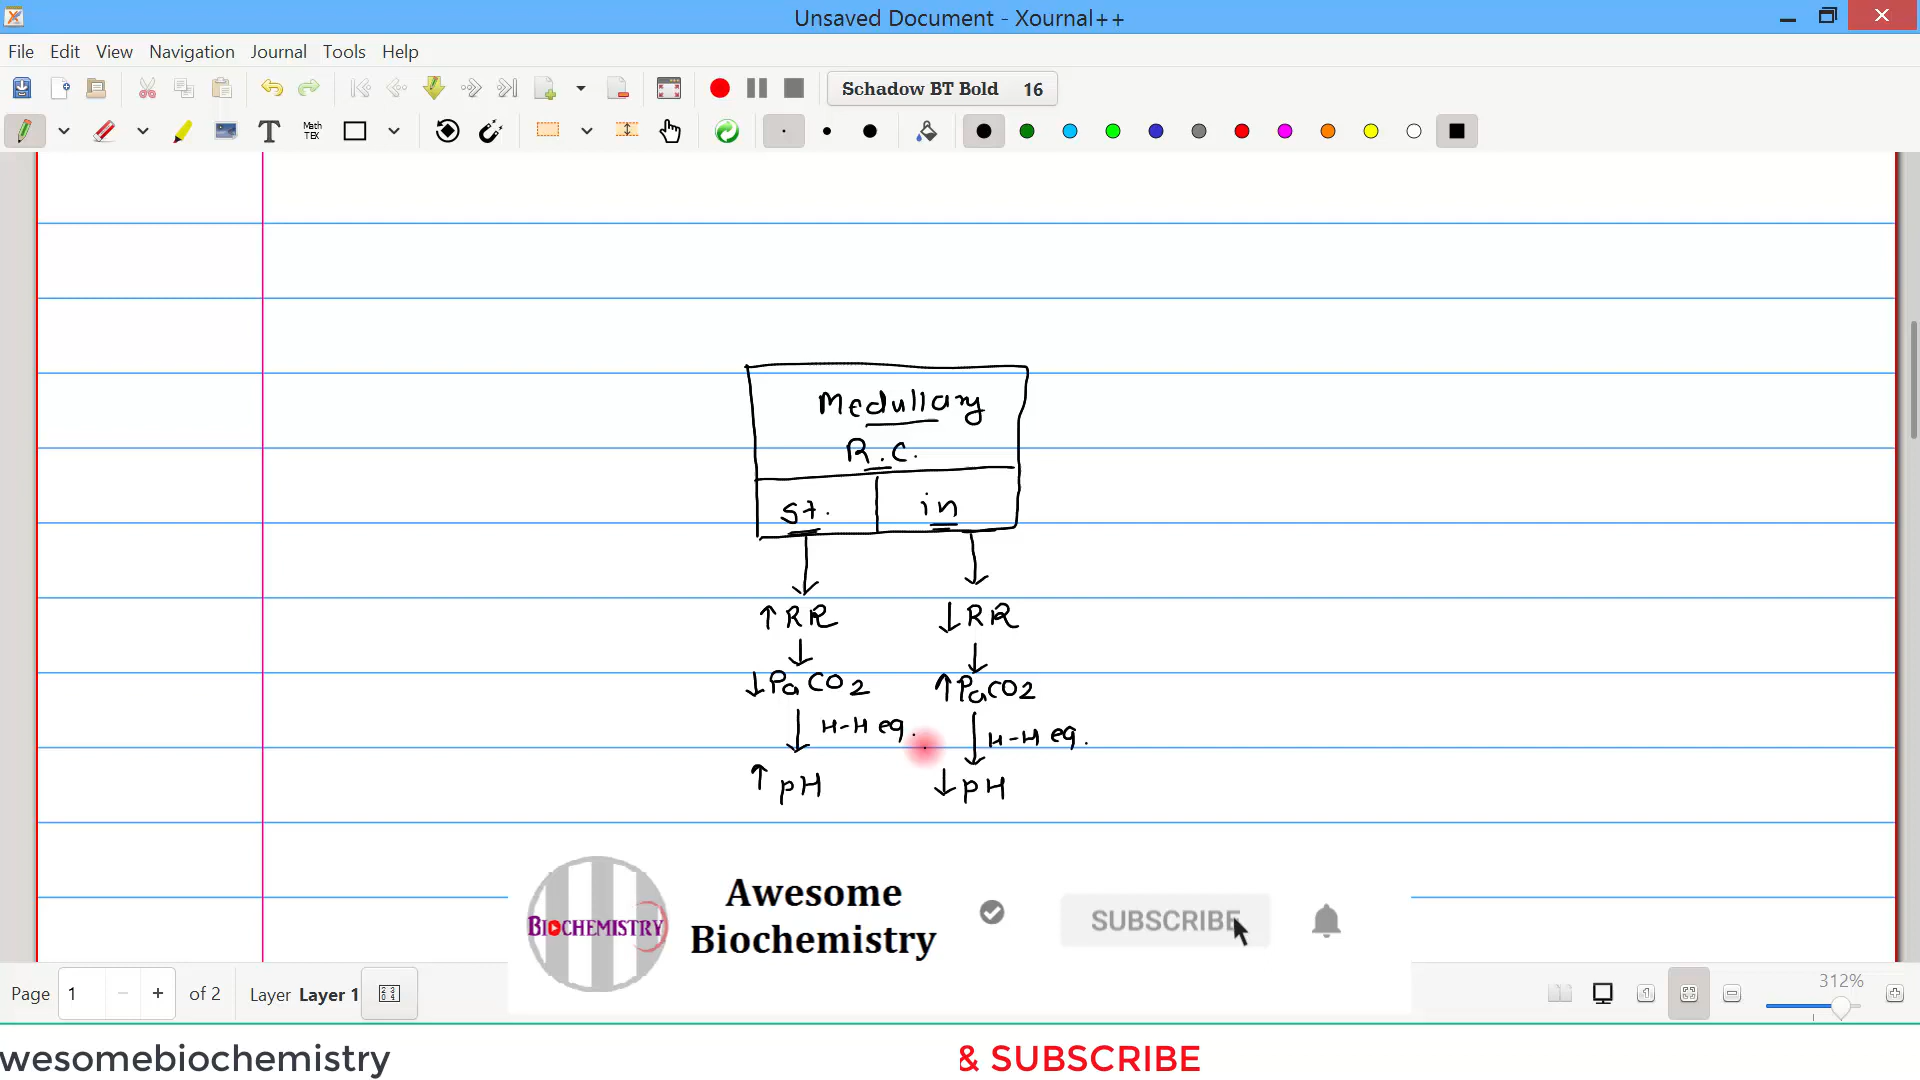 Unsaved Document - Xournal++
File Edit View Navigation Journal Tools Help
Schadow BT Bold 16
Math
TEX
Medullary
R.C.
st. in
↑ RR ↓ RR
↓ PaCO2 ↑ PaCO2
H-H eq. H-H eq.
↑ pH ↓ pH
BIOCHEMISTRY
Awesome
Biochemistry
SUBSCRIBE
Page 1 of 2 Layer Layer 1
312%
wesomebiochemistry
& SUBSCRIBE